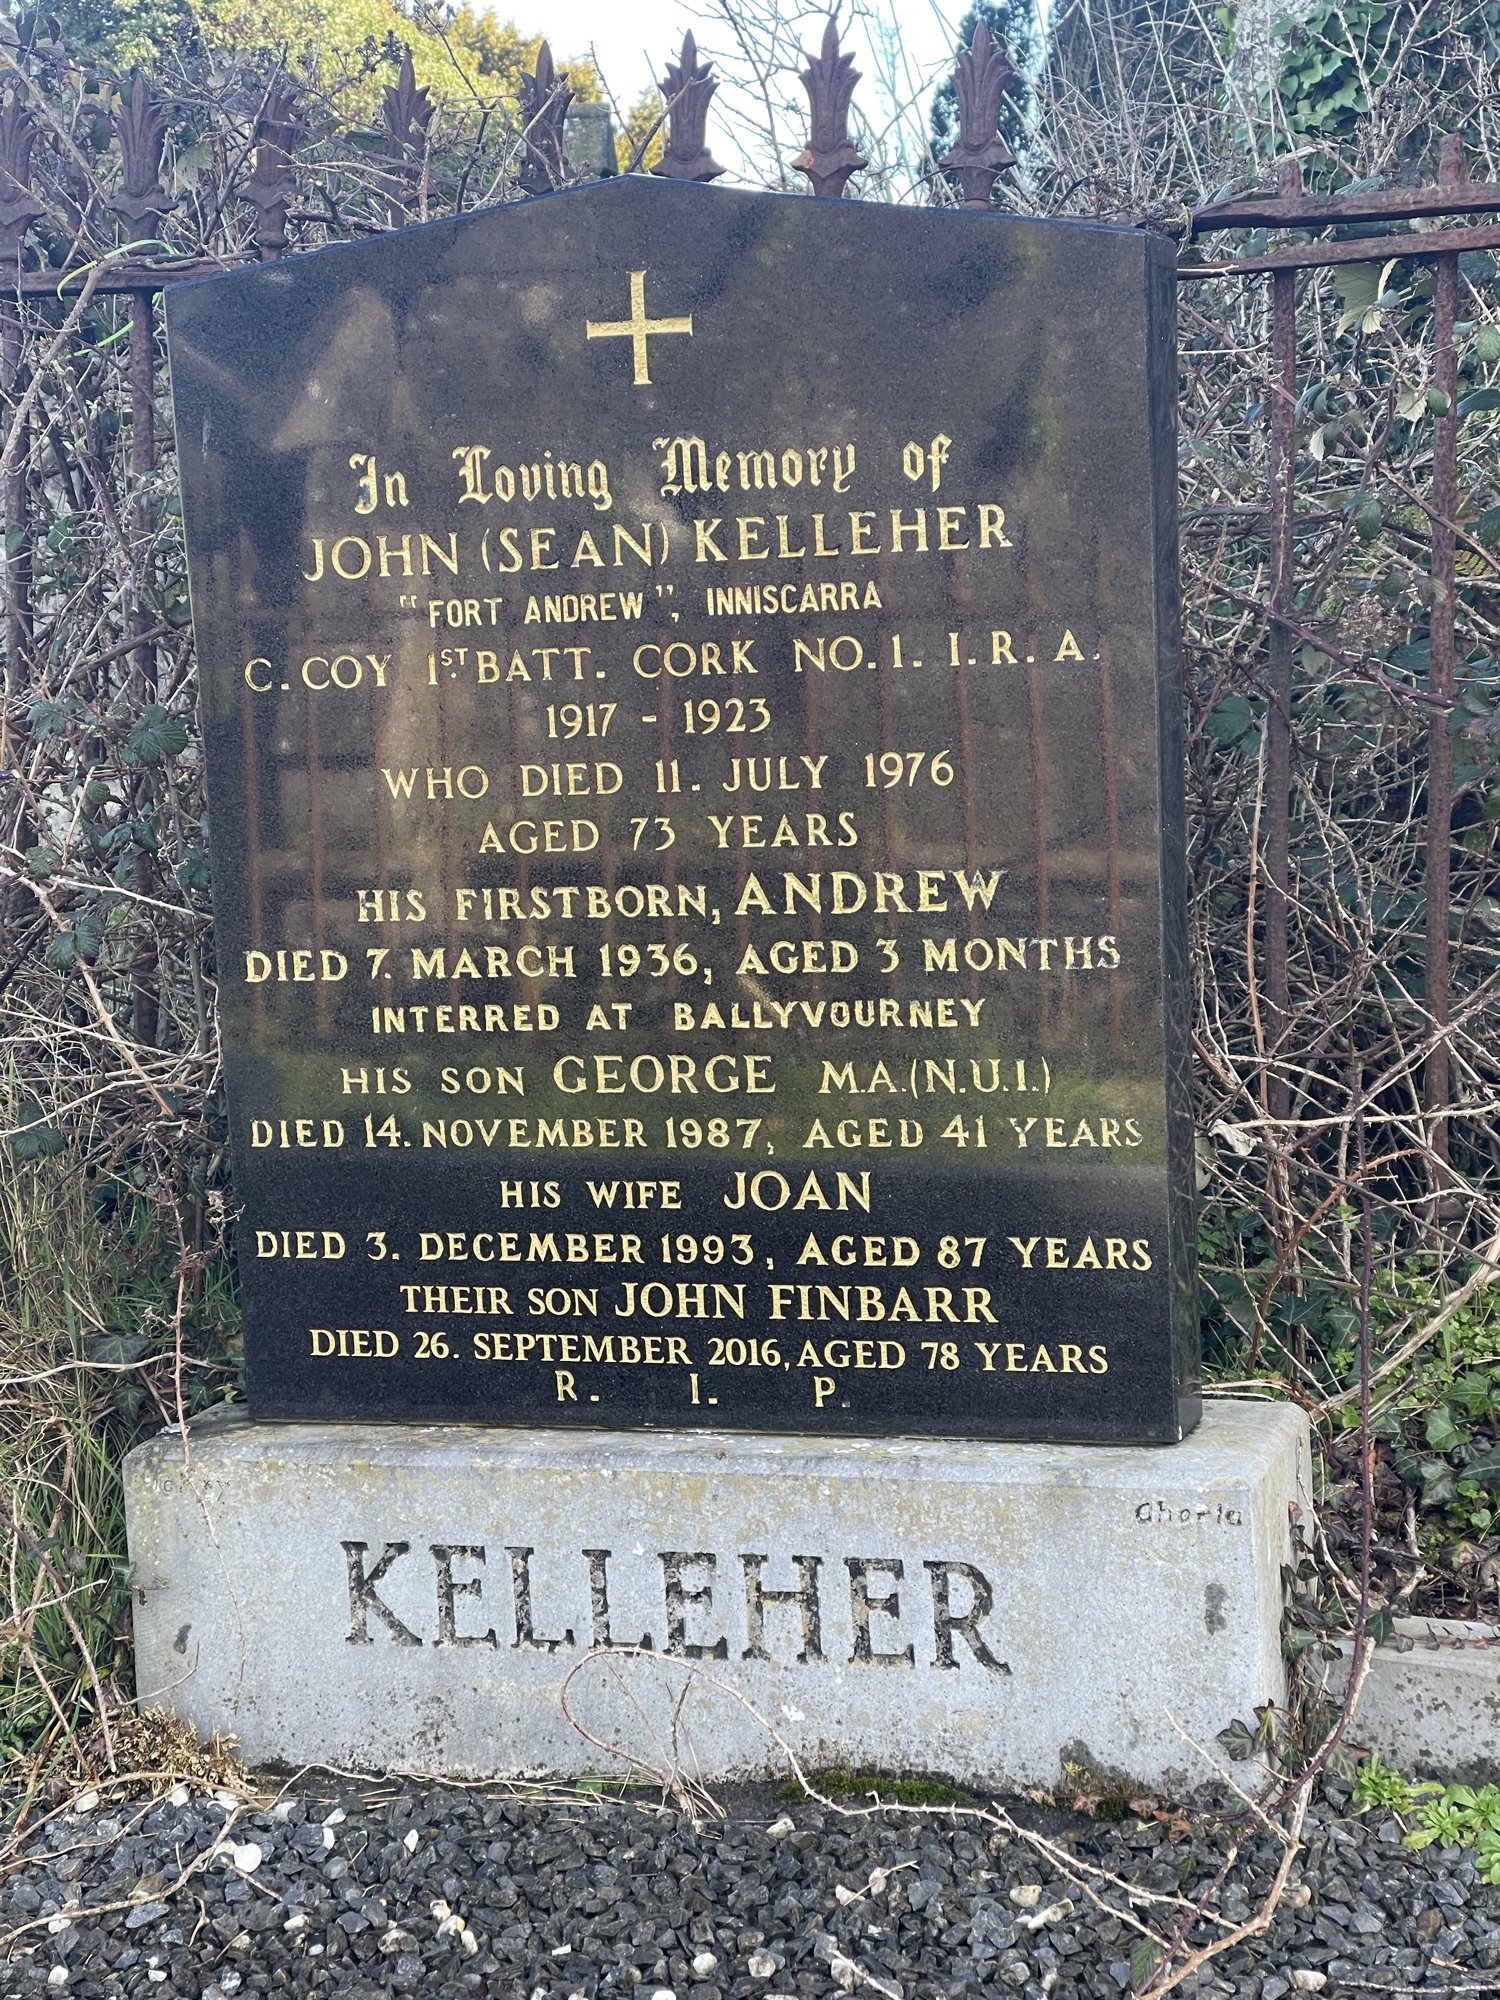 In Loving Memory of
JOHN (SEAN) KELLEHER
"FORT ANDREW", INNISCARRA
C. COY 1ST BATT. CORK NO. 1. I. R. A.
1917 - 1923
WHO DIED 11. JULY 1976
AGED 73 YEARS
HIS FIRSTBORN, ANDREW
DIED 7. MARCH 1936, AGED 3 MONTHS
INTERRED AT BALLYVOURNEY
HIS SON GEORGE M.A.(N.U.I.)
DIED 14. NOVEMBER 1987, AGED 41 YEARS
HIS WIFE JOAN
DIED 3. DECEMBER 1993, AGED 87 YEARS
THEIR SON JOHN FINBARR
DIED 26. SEPTEMBER 2016, AGED 78 YEARS
R. I. P.
KELLEHER